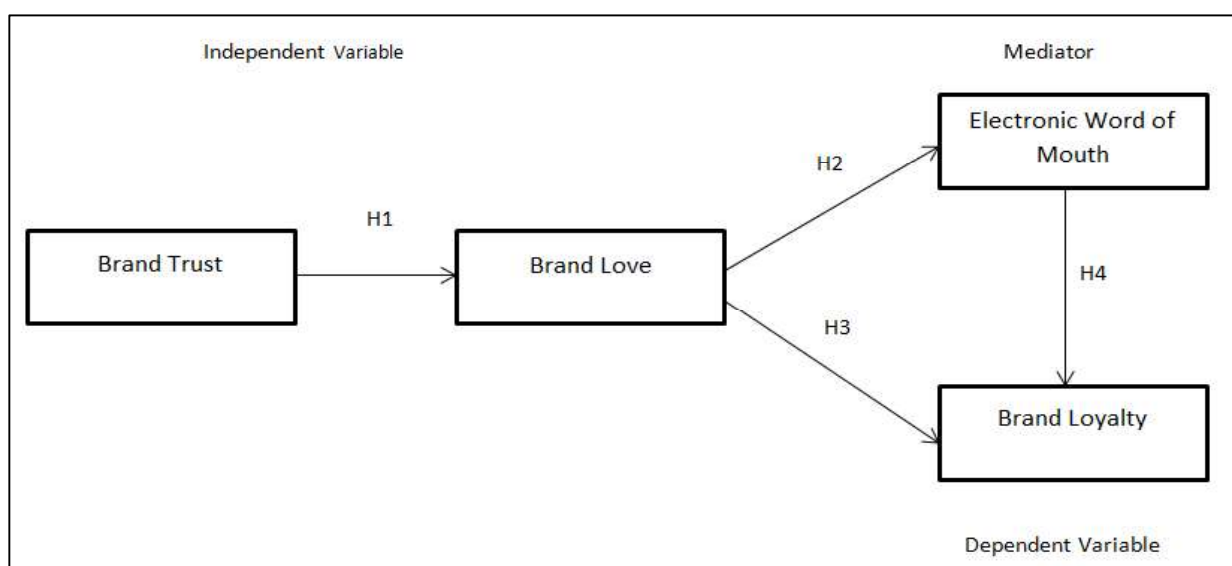 Independent Variable
Mediator
Electronic Word of
Mouth
H2
H1
Brand Trust
Brand Love
H4
H3
Brand Loyalty
Dependent Variable